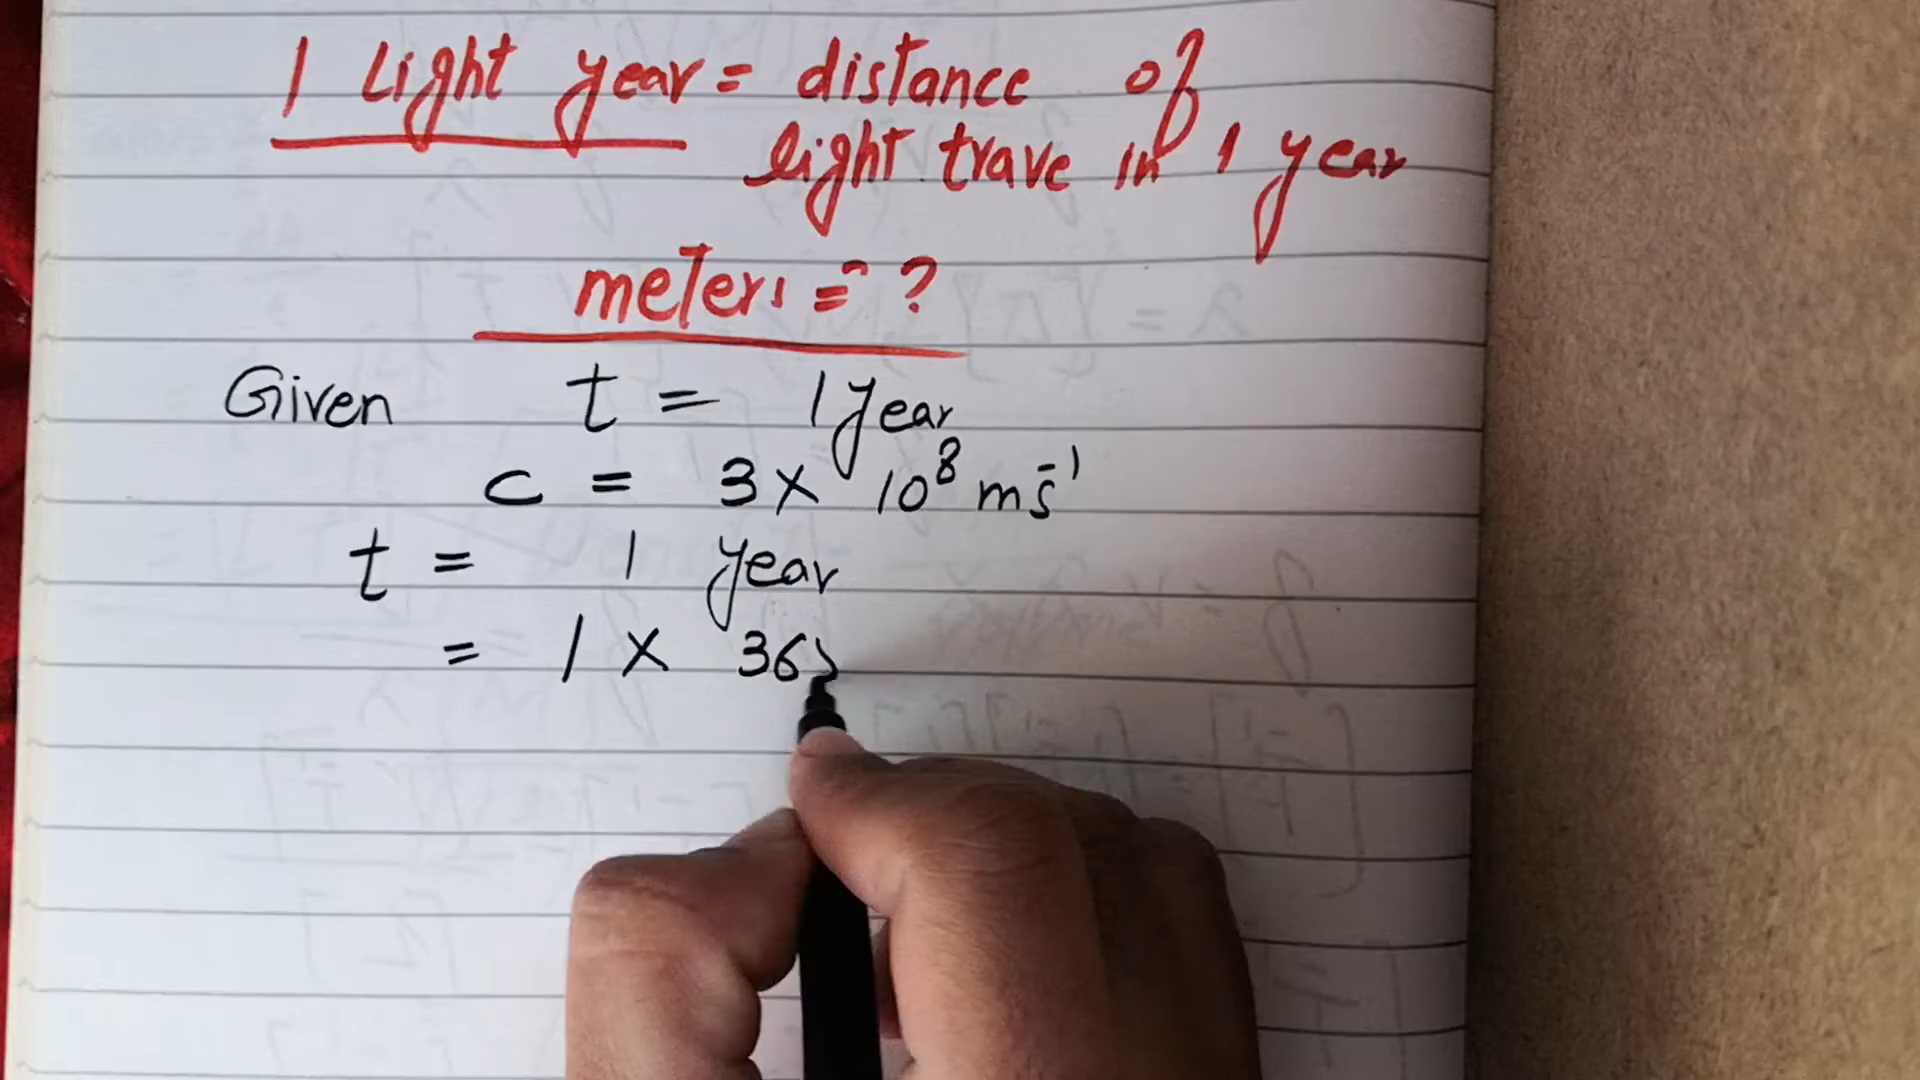 1 Light year = distance of
light trave in 1 year
meters = ?
Given t = 1 year
c = 3 × 10⁸ ms⁻¹
t = 1 year
= 1 × 365